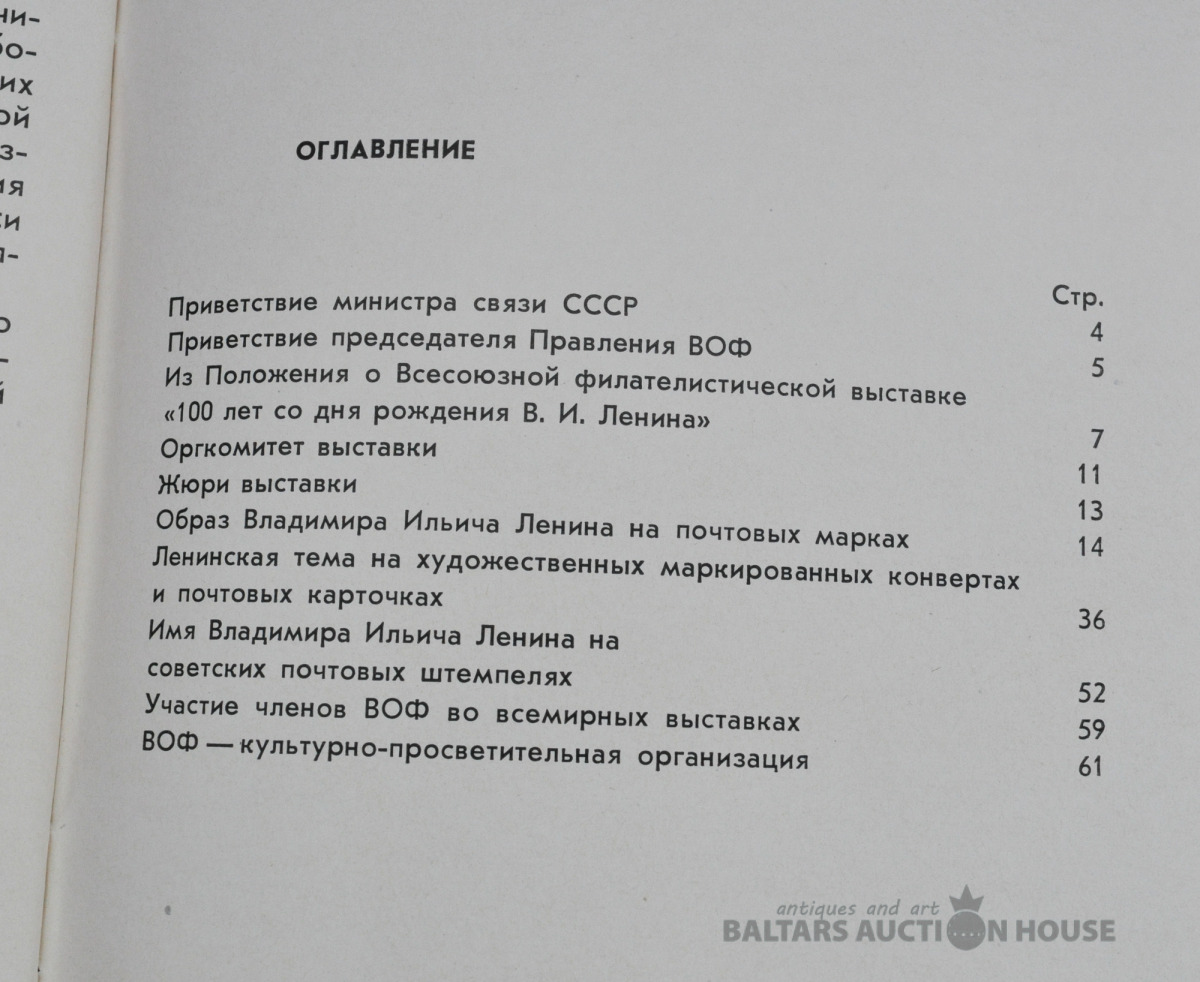 ОГЛАВЛЕНИЕ
Стр.
Приветствие министра связи СССР 4
Приветствие председателя Правления ВОФ 5
Из Положения о Всесоюзной филателистической выставке
«100 лет со дня рождения В. И. Ленина» 7
Оргкомитет выставки 11
Жюри выставки 13
Образ Владимира Ильича Ленина на почтовых марках 14
Ленинская тема на художественных маркированных конвертах
и почтовых карточках 36
Имя Владимира Ильича Ленина на
советских почтовых штемпелях 52
Участие членов ВОФ во всемирных выставках 59
ВОФ — культурно-просветительная организация 61
antiques and art
BALTARS AUCTION HOUSE